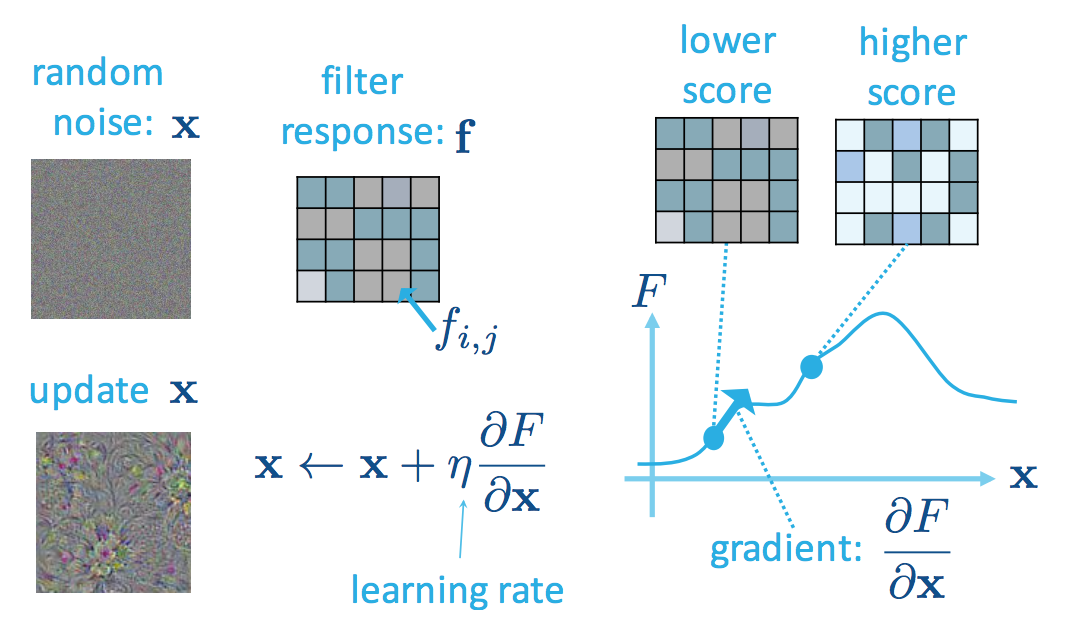 random
noise: x
filter
response: f
f_{i,j}
update x
x ← x + η ∂F/∂x
learning rate
lower
score
higher
score
F
x
gradient: ∂F/∂x